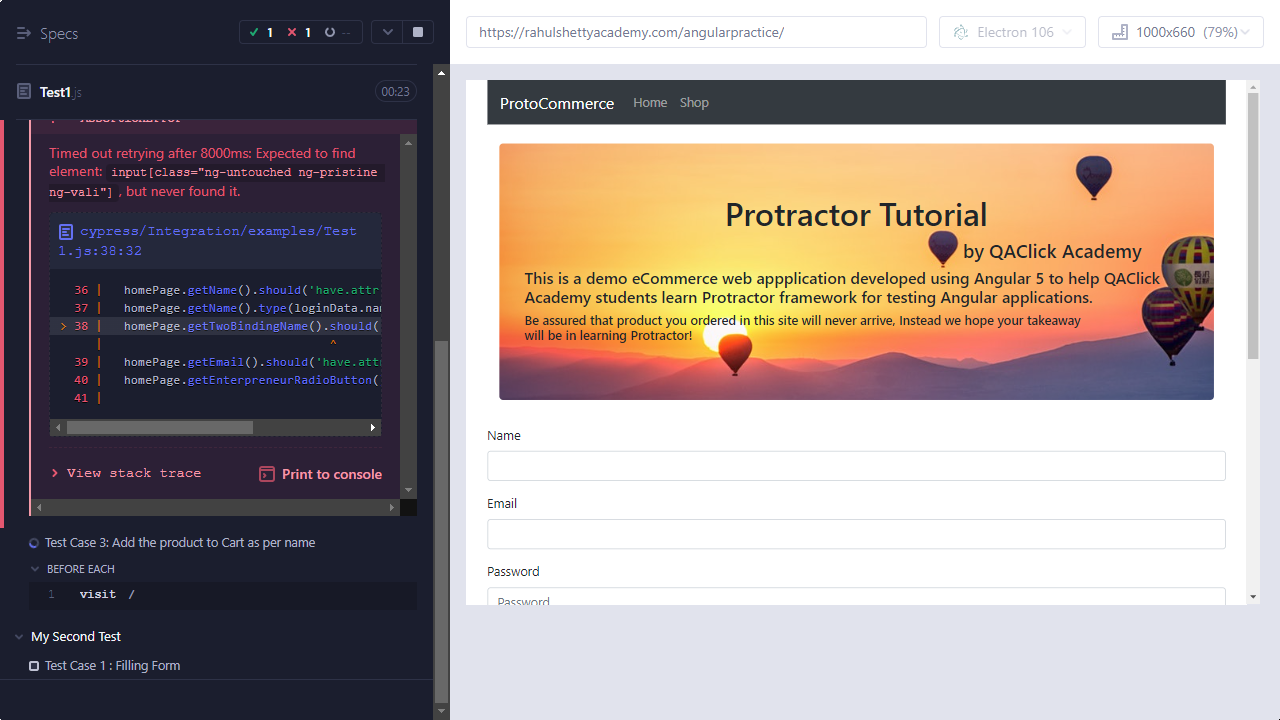 Specs
1
1
--
https://rahulshettyacademy.com/angularpractice/
Electron 106
1000x660 (79%)
Test1.js
00:23
AssertionError
Timed out retrying after 8000ms: Expected to find
element: input[class="ng-untouched ng-pristine
ng-vali"], but never found it.
cypress/Integration/examples/Test
1.js:38:32
36 | homePage.getName().should('have.attr
37 | homePage.getName().type(loginData.nam
> 38 | homePage.getTwoBindingName().should(
| ^
39 | homePage.getEmail().should('have.attr
40 | homePage.getEnterpreneurRadioButton(
41 |
> View stack trace
Print to console
Test Case 3: Add the product to Cart as per name
BEFORE EACH
1 visit /
My Second Test
Test Case 1 : Filling Form
ProtoCommerce
Home
Shop
Protractor Tutorial
by QAClick Academy
This is a demo eCommerce web appplication developed using Angular 5 to help QAClick
Academy students learn Protractor framework for testing Angular applications.
Be assured that product you ordered in this site will never arrive, Instead we hope your takeaway
will be in learning Protractor!
Name
Email
Password
Password